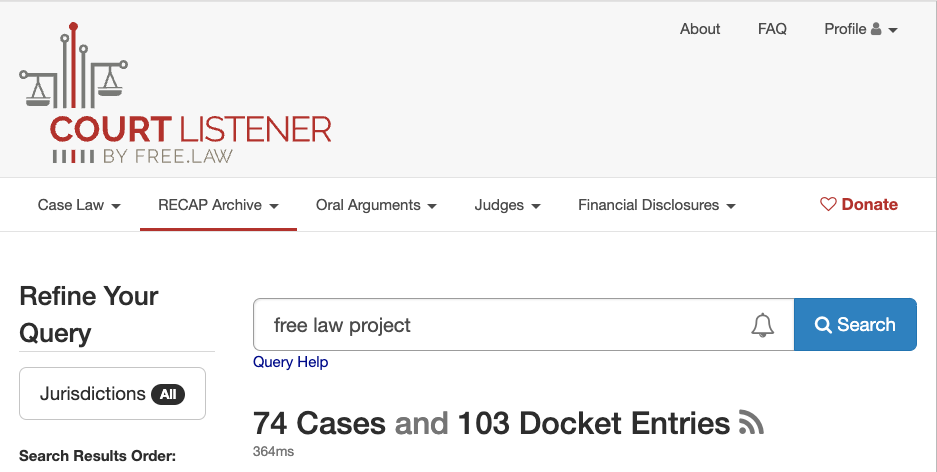 About FAQ Profile
COURT LISTENER
BY FREE.LAW
Case Law RECAP Archive Oral Arguments Judges Financial Disclosures Donate
Refine Your
Query
free law project Search
Query Help
Jurisdictions All
74 Cases and 103 Docket Entries
364ms
Search Results Order: